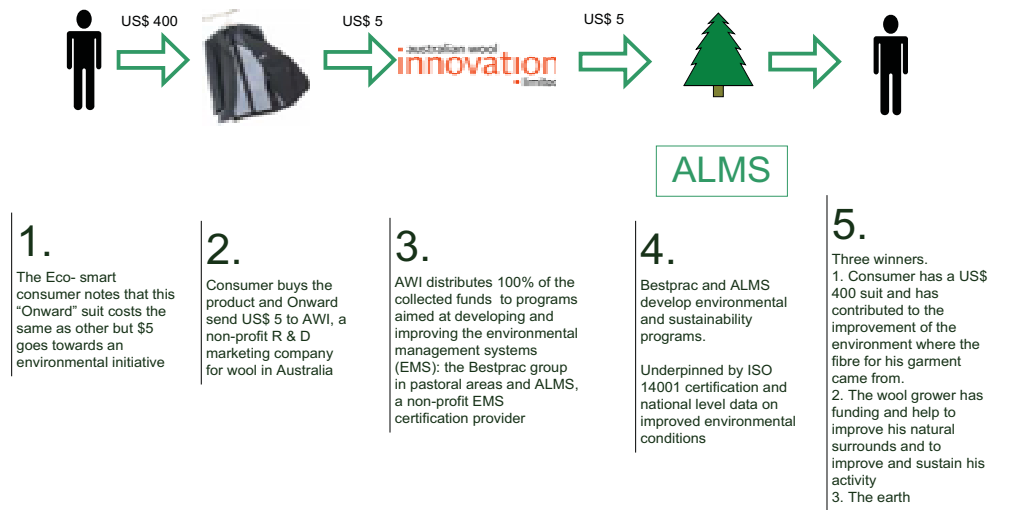 US$ 400
US$ 5
US$ 5
australian wool
innovation
limited
ALMS
1.
The Eco- smart
consumer notes that this
“Onward” suit costs the
same as other but $5
goes towards an
environmental initiative
2.
Consumer buys the
product and Onward
send US$ 5 to AWI, a
non-profit R & D
marketing company
for wool in Australia
3.
AWI distributes 100% of the
collected funds to programs
aimed at developing and
improving the environmental
management systems
(EMS): the Bestprac group
in pastoral areas and ALMS,
a non-profit EMS
certification provider
4.
Bestprac and ALMS
develop environmental
and sustainability
programs.
Underpinned by ISO
14001 certification and
national level data on
improved environmental
conditions
5.
Three winners.
1. Consumer has a US$
400 suit and has
contributed to the
improvement of the
environment where the
fibre for his garment
came from.
2. The wool grower has
funding and help to
improve his natural
surrounds and to
improve and sustain his
activity
3. The earth